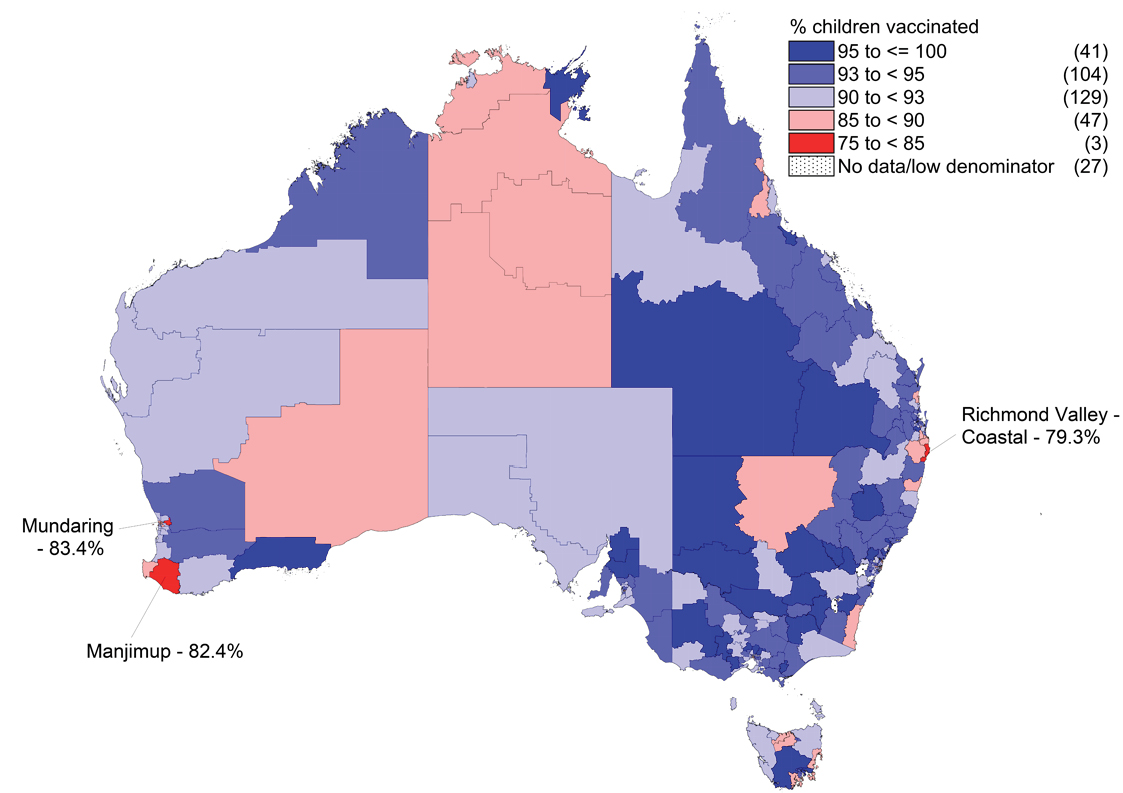 % children vaccinated
95 to <= 100 (41)
93 to < 95 (104)
90 to < 93 (129)
85 to < 90 (47)
75 to < 85 (3)
No data/low denominator (27)
Richmond Valley -
Coastal - 79.3%
Mundaring
- 83.4%
Manjimup - 82.4%